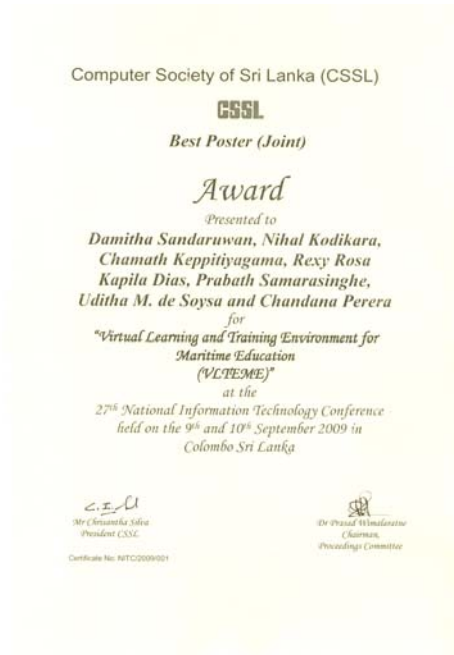 Computer Society of Sri Lanka (CSSL)
CSSL
Best Poster (Joint)
Award
Presented to
Damitha Sandaruwan, Nihal Kodikara,
Chamath Keppitiyagama, Rexy Rosa
Kapila Dias, Prabath Samarasinghe,
Uditha M. de Soysa and Chandana Perera
for
"Virtual Learning and Training Environment for
Maritime Education
(VLTEME)"
at the
27th National Information Technology Conference
held on the 9th and 10th September 2009 in
Colombo Sri Lanka
Mr Chrisantha Silva
President CSSL
Certificate No: NITC/2009/001
Dr Prasad Wimalaratne
Chairman,
Proceedings Committee